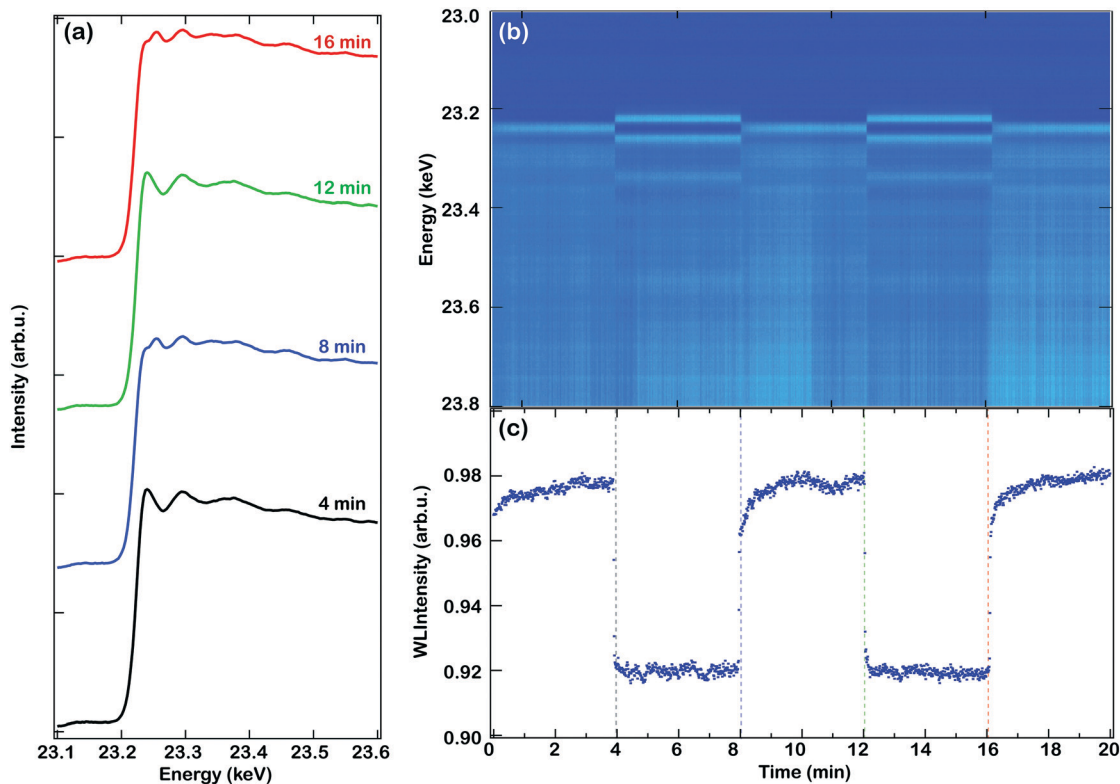 (a)
16 min
12 min
8 min
4 min
Intensity (arb.u.)
23.1 23.2 23.3 23.4 23.5 23.6
Energy (keV)
(b)
23.0
23.2
23.4
23.6
23.8
Energy (keV)
(c)
0.98
0.96
0.94
0.92
0.90
WLIntensity (arb.u.)
0 2 4 6 8 10 12 14 16 18 20
Time (min)